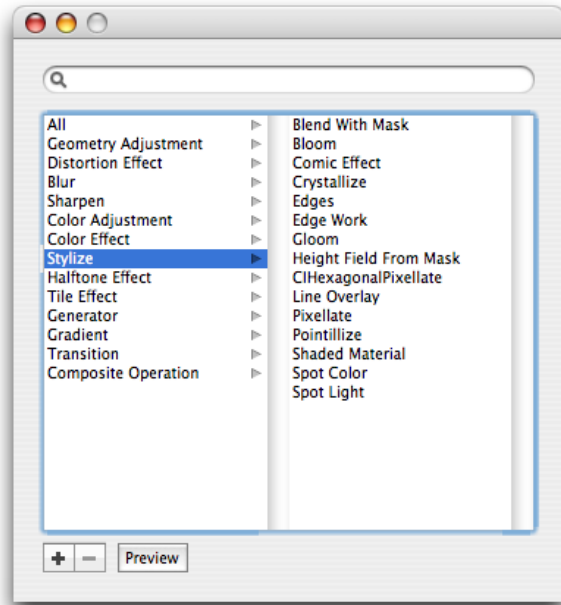 All
Geometry Adjustment
Distortion Effect
Blur
Sharpen
Color Adjustment
Color Effect
Stylize
Halftone Effect
Tile Effect
Generator
Gradient
Transition
Composite Operation
Blend With Mask
Bloom
Comic Effect
Crystallize
Edges
Edge Work
Gloom
Height Field From Mask
CIHexagonalPixellate
Line Overlay
Pixellate
Pointillize
Shaded Material
Spot Color
Spot Light
Preview